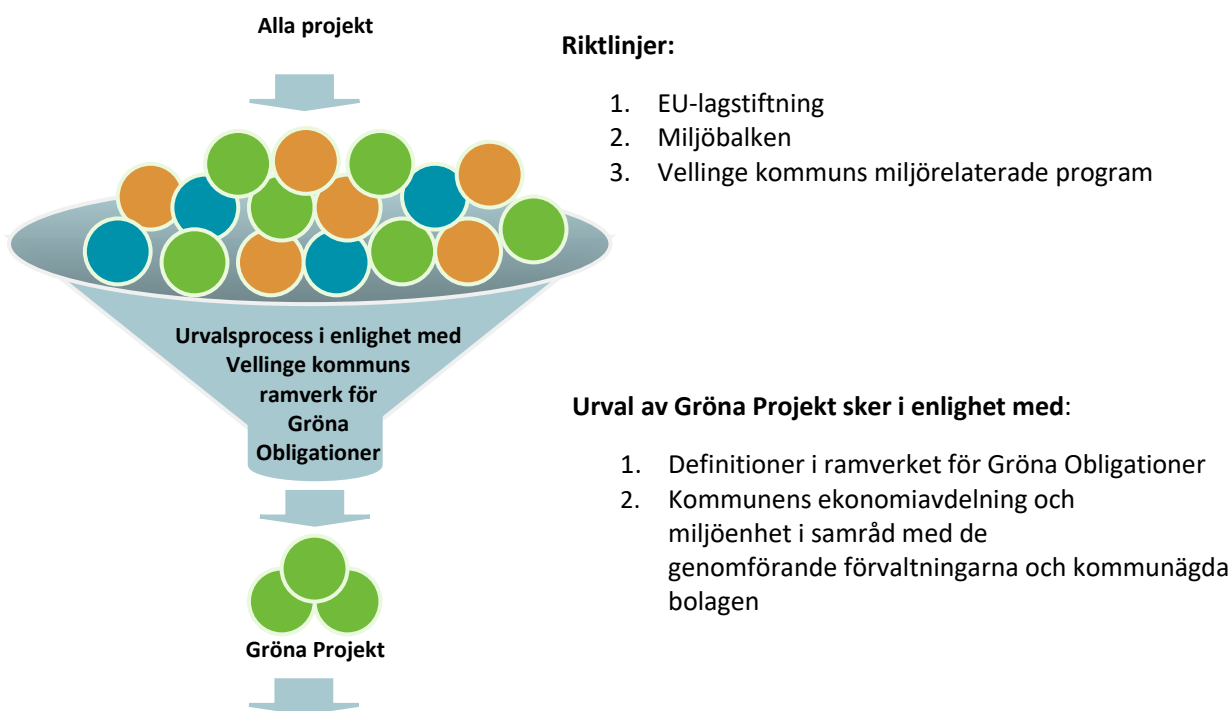 Alla projekt
Riktlinjer:
1. EU-lagstiftning
2. Miljöbalken
3. Vellinge kommuns miljörelaterade program
Urvalsprocess i enlighet med
Vellinge kommuns
ramverk för
Gröna
Obligationer
Urval av Gröna Projekt sker i enlighet med:
1. Definitioner i ramverket för Gröna Obligationer
2. Kommunens ekonomiavdelning och
miljöenhet i samråd med de
genomförande förvaltningarna och kommunägda
bolagen
Gröna Projekt